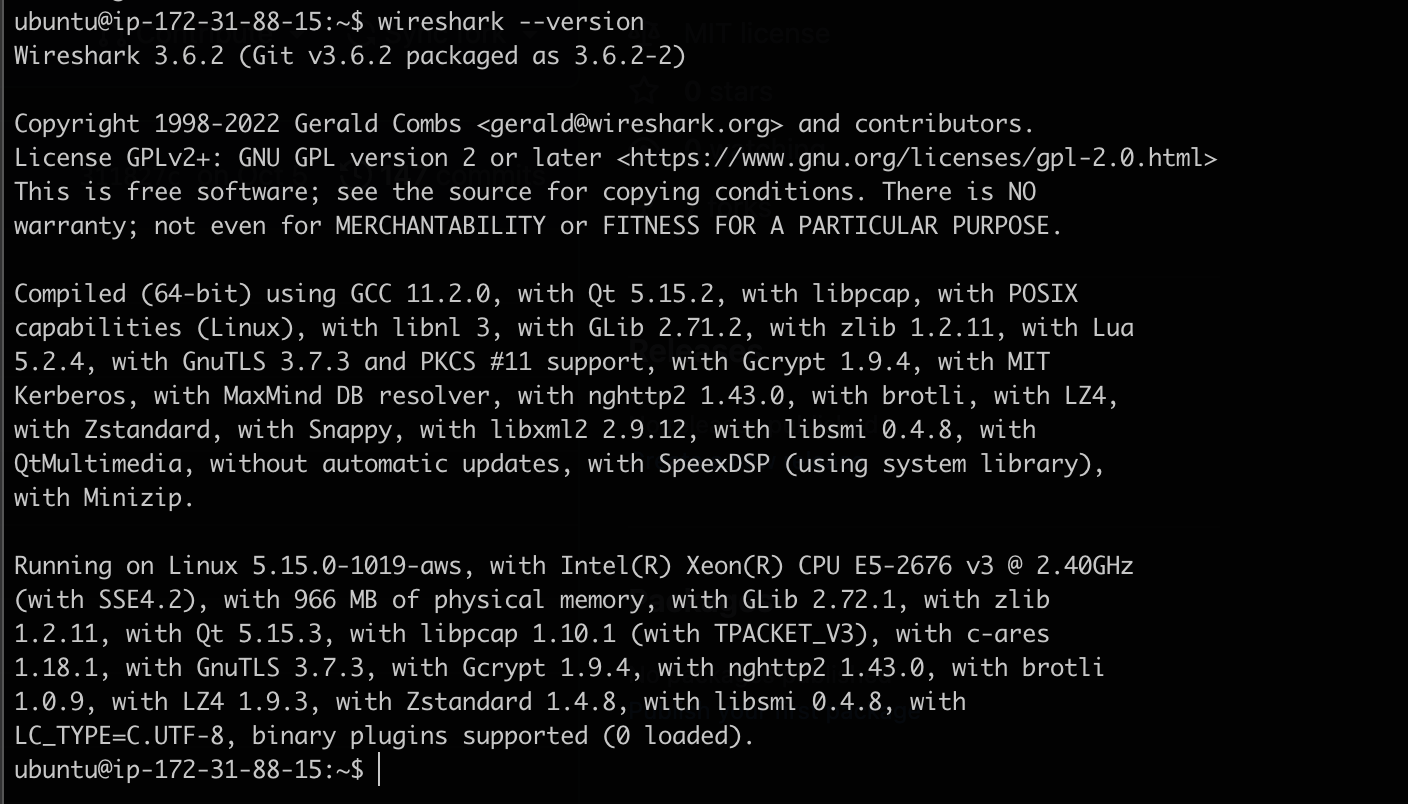 ubuntu@ip-172-31-88-15:~$ wireshark --version
Wireshark 3.6.2 (Git v3.6.2 packaged as 3.6.2-2)
Copyright 1998-2022 Gerald Combs <gerald@wireshark.org> and contributors.
License GPLv2+: GNU GPL version 2 or later <https://www.gnu.org/licenses/gpl-2.0.html>
This is free software; see the source for copying conditions. There is NO
warranty; not even for MERCHANTABILITY or FITNESS FOR A PARTICULAR PURPOSE.
Compiled (64-bit) using GCC 11.2.0, with Qt 5.15.2, with libpcap, with POSIX
capabilities (Linux), with libnl 3, with GLib 2.71.2, with zlib 1.2.11, with Lua
5.2.4, with GnuTLS 3.7.3 and PKCS #11 support, with Gcrypt 1.9.4, with MIT
Kerberos, with MaxMind DB resolver, with nghttp2 1.43.0, with brotli, with LZ4,
with Zstandard, with Snappy, with libxml2 2.9.12, with libsmi 0.4.8, with
QtMultimedia, without automatic updates, with SpeexDSP (using system library),
with Minizip.
Running on Linux 5.15.0-1019-aws, with Intel(R) Xeon(R) CPU E5-2676 v3 @ 2.40GHz
(with SSE4.2), with 966 MB of physical memory, with GLib 2.72.1, with zlib
1.2.11, with Qt 5.15.3, with libpcap 1.10.1 (with TPACKET_V3), with c-ares
1.18.1, with GnuTLS 3.7.3, with Gcrypt 1.9.4, with nghttp2 1.43.0, with brotli
1.0.9, with LZ4 1.9.3, with Zstandard 1.4.8, with libsmi 0.4.8, with
LC_TYPE=C.UTF-8, binary plugins supported (0 loaded).
ubuntu@ip-172-31-88-15:~$
MIT license
0 stars
Releases